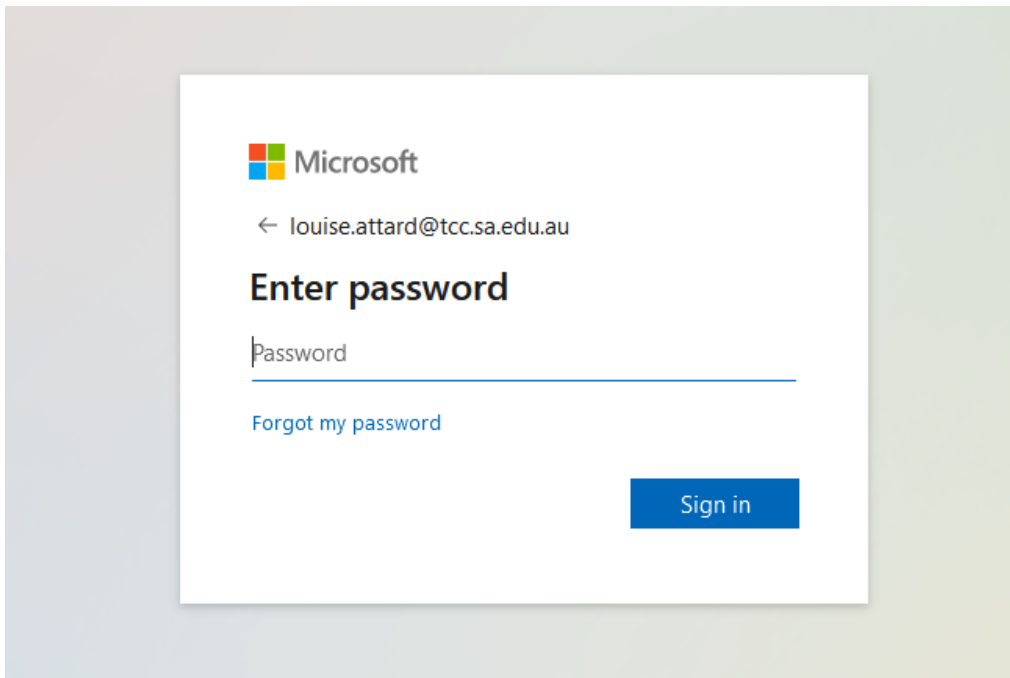 Microsoft
← louise.attard@tcc.sa.edu.au
Enter password
Password
Forgot my password
Sign in